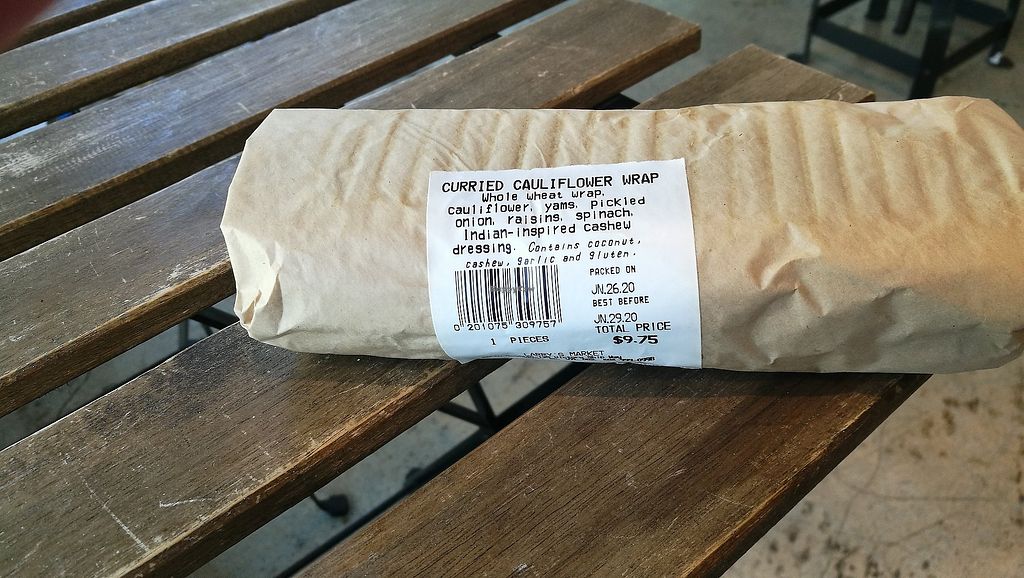 CURRIED CAULIFLOWER WRAP
Whole wheat wrap,
cauliflower, yams, Pickled
onion, raisins, spinach,
Indian-inspired cashew
dressing. Contains coconut,
cashew, garlic and gluten.
PACKED ON
JN.26.20
BEST BEFORE
JN.29.20
0 201075 309757
TOTAL PRICE
1 PIECES
$9.75
LARRY'S MARKET